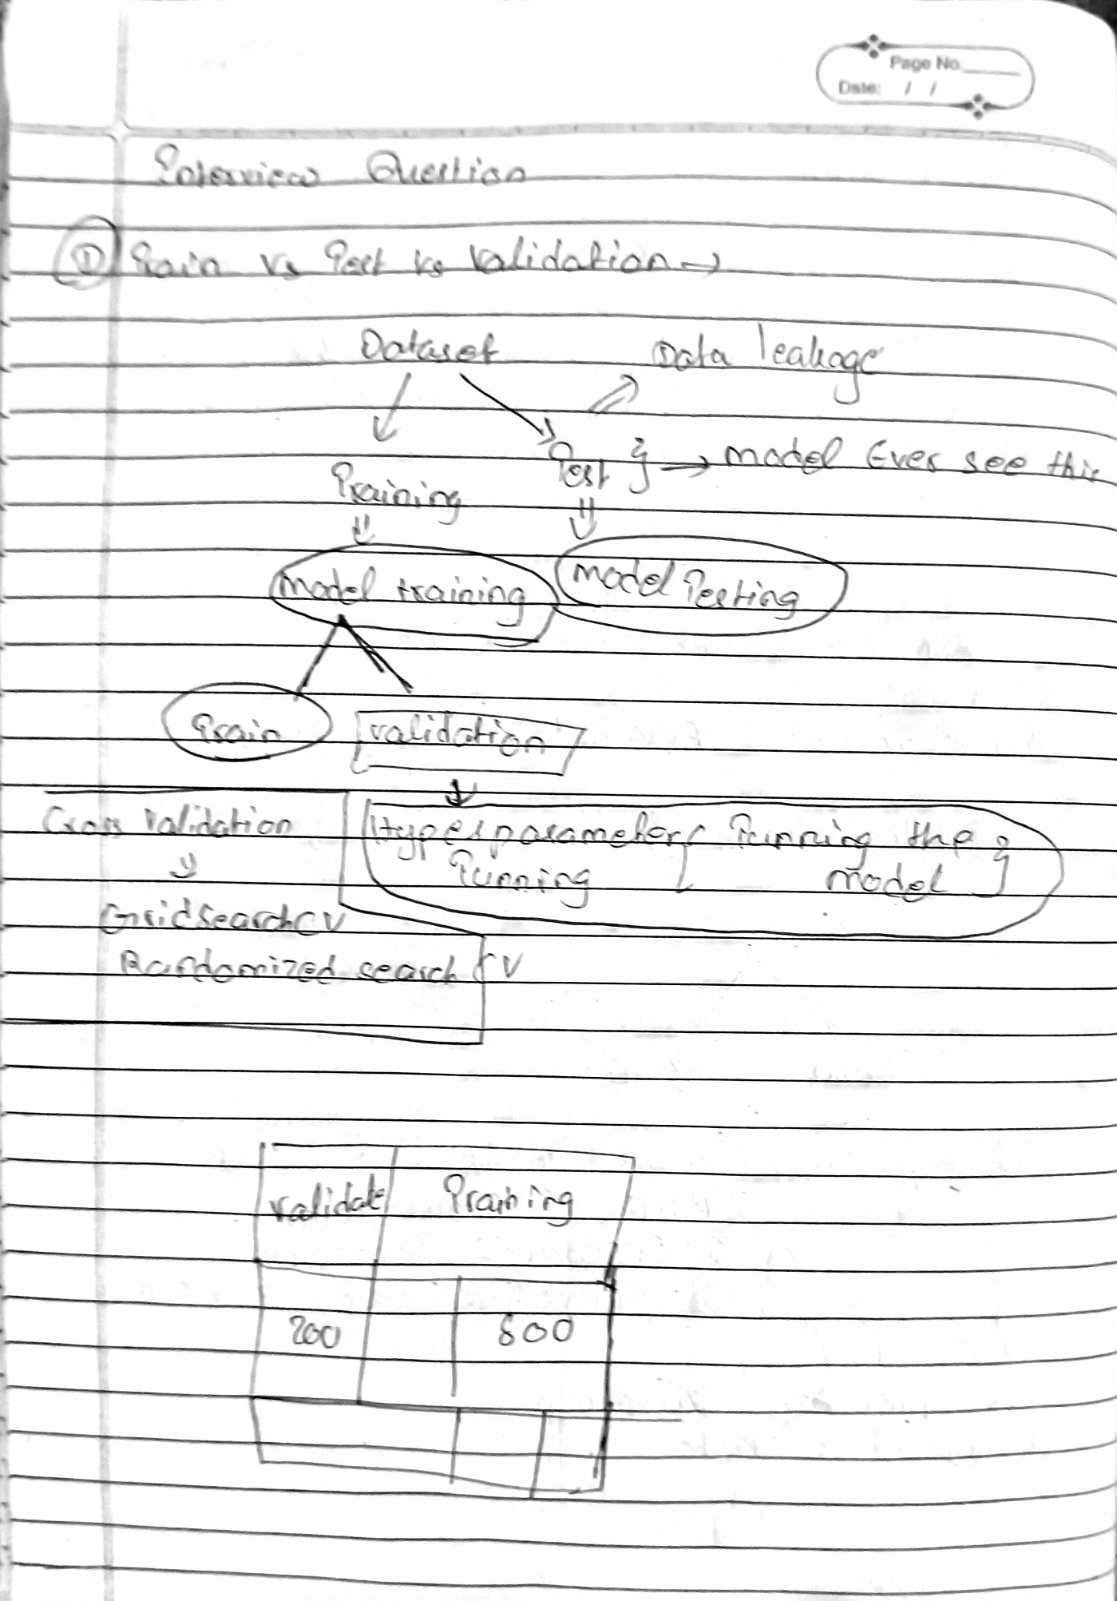 Page No.
Date: / /
Interview Question
① Train Vs Test Vs Validation →
Dataset
Data leakage
Test } → model Ever see this
Training
model training
model Testing
Train
validation
Cross Validation
Hyperparameters Tunning the
Tunning model }
GridsearchCV
Randomized search CV
validate Training
200 800